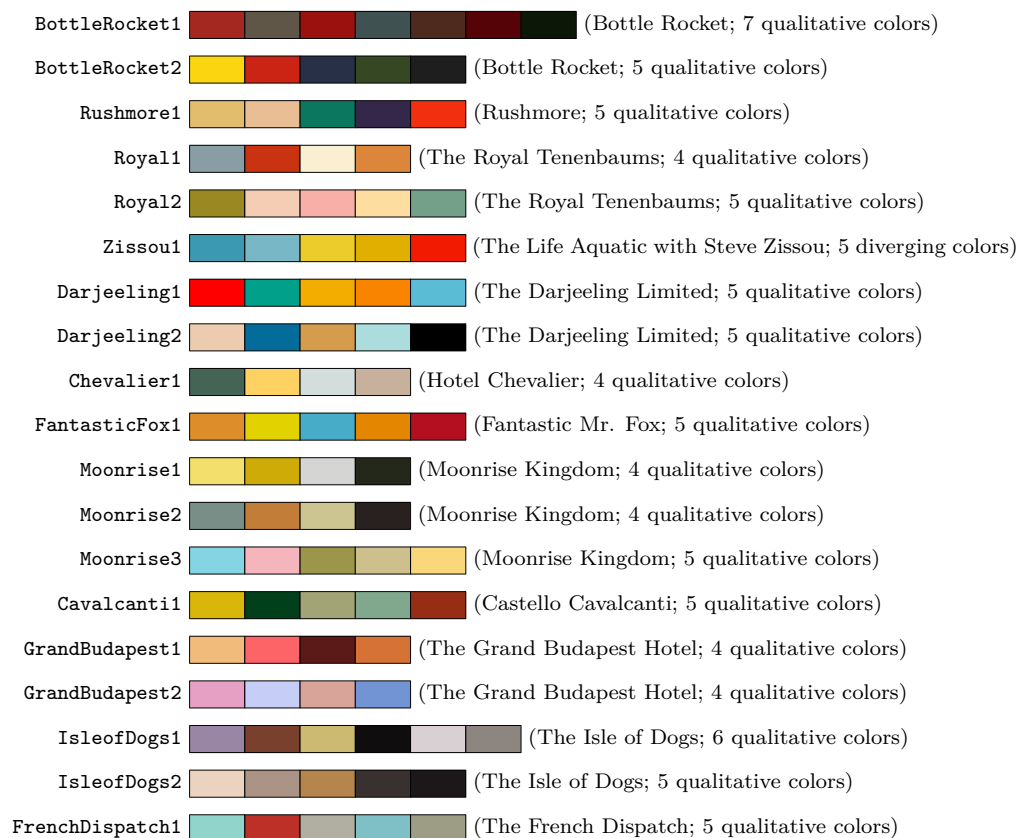 BottleRocket1 (Bottle Rocket; 7 qualitative colors)
BottleRocket2 (Bottle Rocket; 5 qualitative colors)
Rushmore1 (Rushmore; 5 qualitative colors)
Royal1 (The Royal Tenenbaums; 4 qualitative colors)
Royal2 (The Royal Tenenbaums; 5 qualitative colors)
Zissou1 (The Life Aquatic with Steve Zissou; 5 diverging colors)
Darjeeling1 (The Darjeeling Limited; 5 qualitative colors)
Darjeeling2 (The Darjeeling Limited; 5 qualitative colors)
Chevalier1 (Hotel Chevalier; 4 qualitative colors)
FantasticFox1 (Fantastic Mr. Fox; 5 qualitative colors)
Moonrise1 (Moonrise Kingdom; 4 qualitative colors)
Moonrise2 (Moonrise Kingdom; 4 qualitative colors)
Moonrise3 (Moonrise Kingdom; 5 qualitative colors)
Cavalcanti1 (Castello Cavalcanti; 5 qualitative colors)
GrandBudapest1 (The Grand Budapest Hotel; 4 qualitative colors)
GrandBudapest2 (The Grand Budapest Hotel; 4 qualitative colors)
IsleofDogs1 (The Isle of Dogs; 6 qualitative colors)
IsleofDogs2 (The Isle of Dogs; 5 qualitative colors)
FrenchDispatch1 (The French Dispatch; 5 qualitative colors)